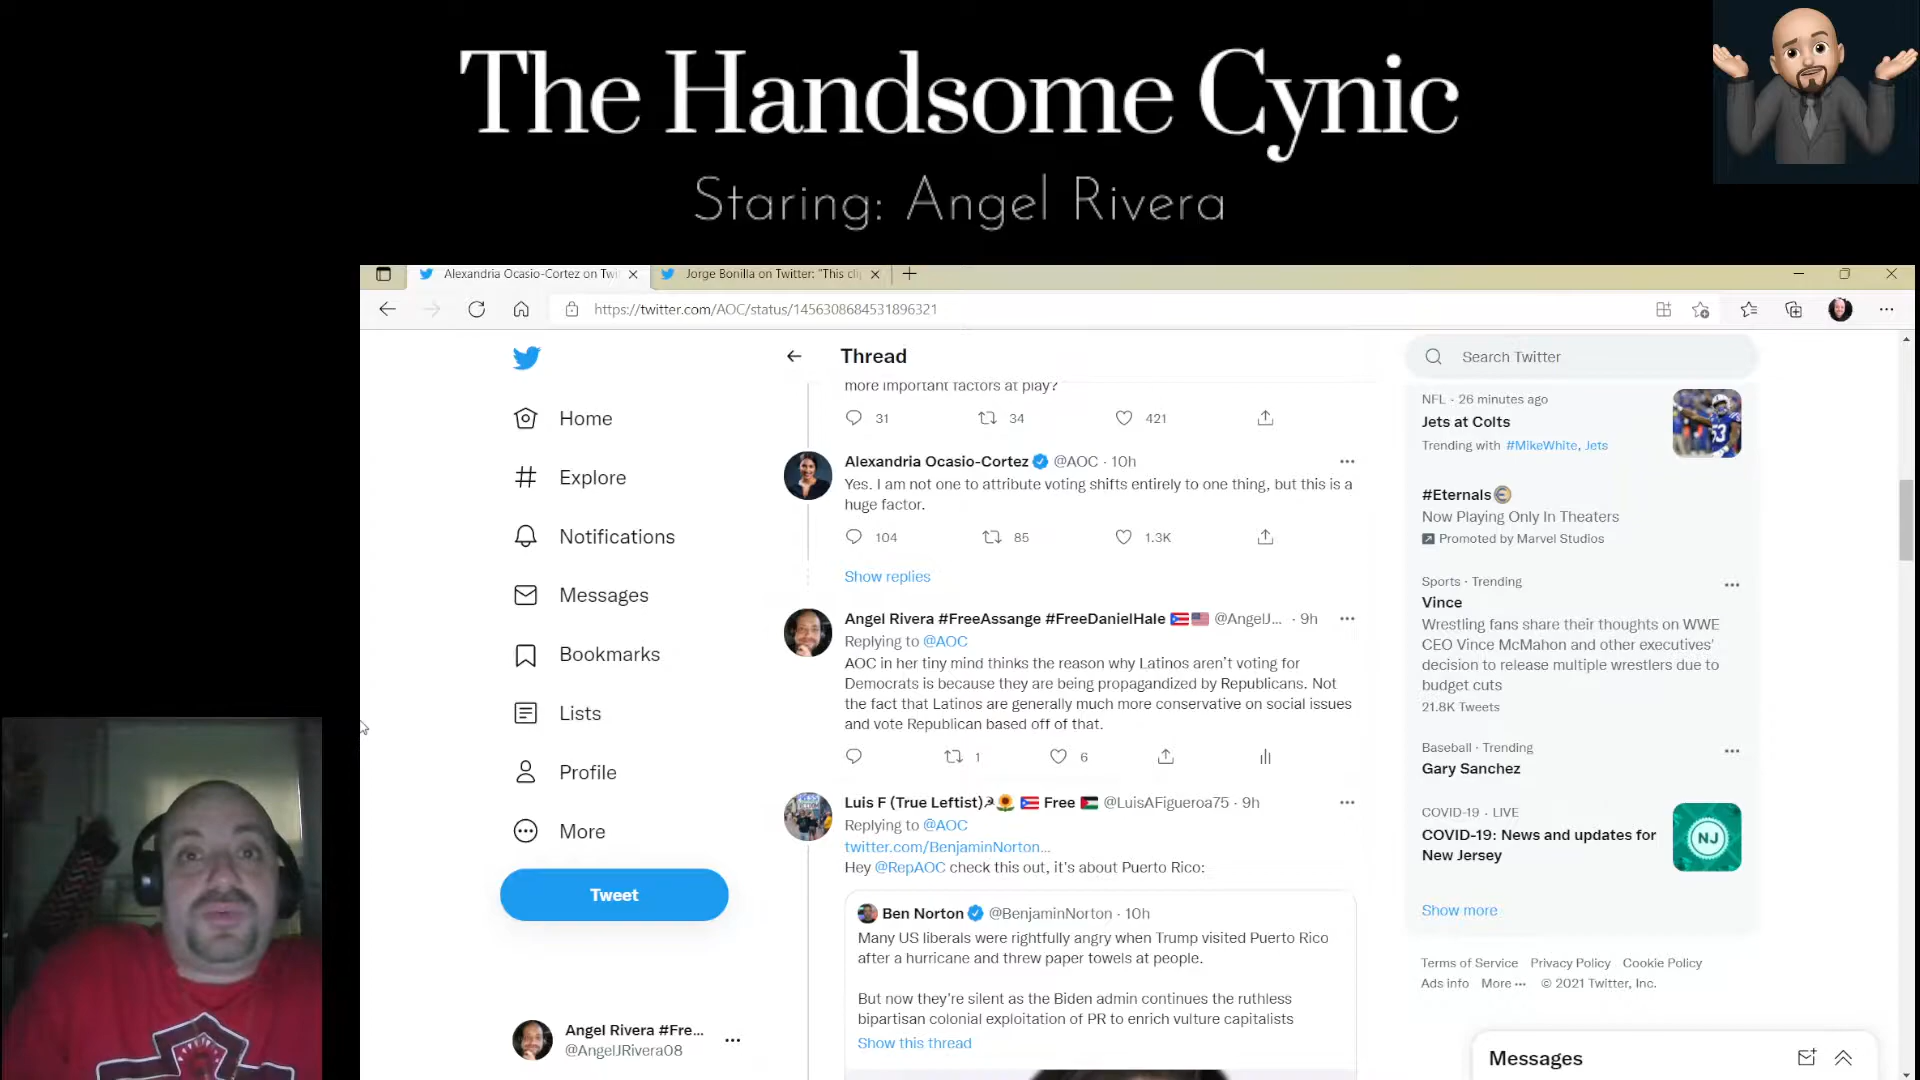 The Handsome Cynic
Staring: Angel Rivera
Alexandria Ocasio-Cortez on Twi
Jorge Bonilla on Twitter: "This cli
https://twitter.com/AOC/status/1456308684531896321
Thread
Search Twitter
Home
Explore
Notifications
Messages
Bookmarks
Lists
Profile
More
Tweet
Angel Rivera #Fre...
@AngelJRivera08
more important factors at play?
31 34 421
Alexandria Ocasio-Cortez @AOC · 10h
Yes. I am not one to attribute voting shifts entirely to one thing, but this is a
huge factor.
104 85 1.3K
Show replies
Angel Rivera #FreeAssange #FreeDanielHale @AngelJ... · 9h
Replying to @AOC
AOC in her tiny mind thinks the reason why Latinos aren't voting for
Democrats is because they are being propagandized by Republicans. Not
the fact that Latinos are generally much more conservative on social issues
and vote Republican based off of that.
1 6
Luis F (True Leftist)☭🌻 🇵🇷 Free 🇵🇸 @LuisAFigueroa75 · 9h
Replying to @AOC
twitter.com/BenjaminNorton...
Hey @RepAOC check this out, it's about Puerto Rico:
Ben Norton @BenjaminNorton · 10h
Many US liberals were rightfully angry when Trump visited Puerto Rico
after a hurricane and threw paper towels at people.
But now they're silent as the Biden admin continues the ruthless
bipartisan colonial exploitation of PR to enrich vulture capitalists
Show this thread
NFL · 26 minutes ago
Jets at Colts
Trending with #MikeWhite, Jets
#Eternals
Now Playing Only In Theaters
Promoted by Marvel Studios
Sports · Trending
Vince
Wrestling fans share their thoughts on WWE
CEO Vince McMahon and other executives'
decision to release multiple wrestlers due to
budget cuts
21.8K Tweets
Baseball · Trending
Gary Sanchez
COVID-19 · LIVE
COVID-19: News and updates for
New Jersey
NJ
Show more
Terms of Service Privacy Policy Cookie Policy
Ads info More ··· © 2021 Twitter, Inc.
Messages